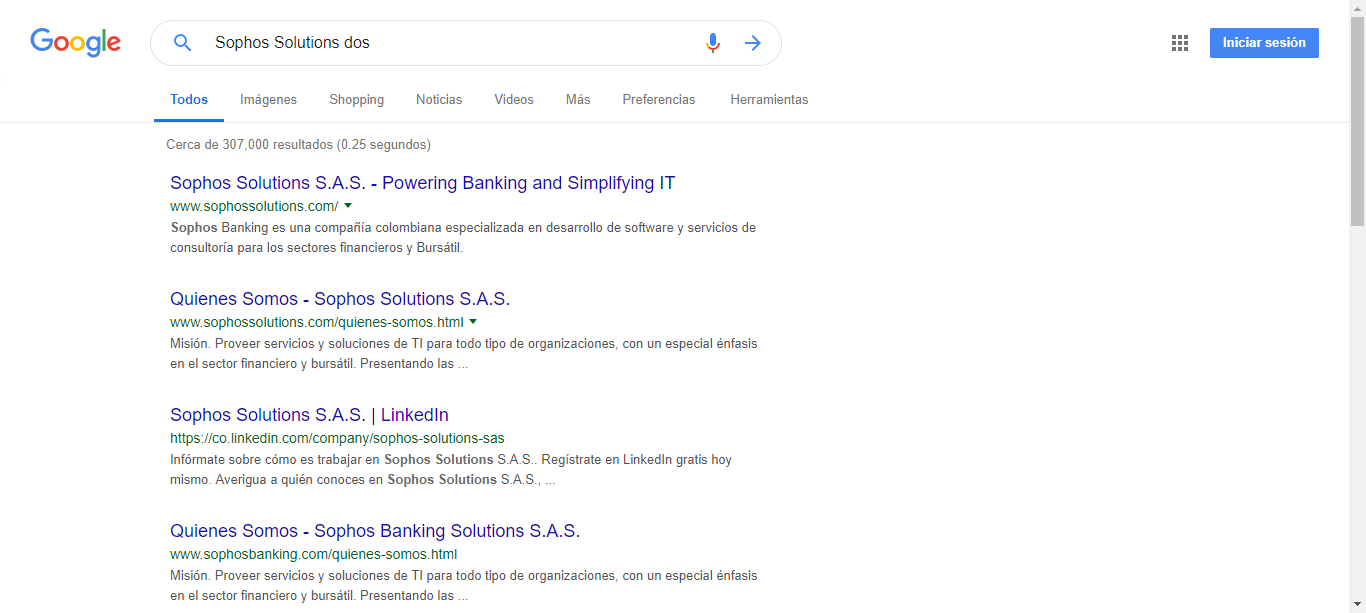 Google
Sophos Solutions dos
Iniciar sesión
Todos Imágenes Shopping Noticias Videos Más Preferencias Herramientas
Cerca de 307,000 resultados (0.25 segundos)
Sophos Solutions S.A.S. - Powering Banking and Simplifying IT
www.sophossolutions.com/
Sophos Banking es una compañía colombiana especializada en desarrollo de software y servicios de
consultoría para los sectores financieros y Bursátil.
Quienes Somos - Sophos Solutions S.A.S.
www.sophossolutions.com/quienes-somos.html
Misión. Proveer servicios y soluciones de TI para todo tipo de organizaciones, con un especial énfasis
en el sector financiero y bursátil. Presentando las ...
Sophos Solutions S.A.S. | LinkedIn
https://co.linkedin.com/company/sophos-solutions-sas
Infórmate sobre cómo es trabajar en Sophos Solutions S.A.S.. Regístrate en LinkedIn gratis hoy
mismo. Averigua a quién conoces en Sophos Solutions S.A.S., ...
Quienes Somos - Sophos Banking Solutions S.A.S.
www.sophosbanking.com/quienes-somos.html
Misión. Proveer servicios y soluciones de TI para todo tipo de organizaciones, con un especial énfasis
en el sector financiero y bursátil. Presentando las ...